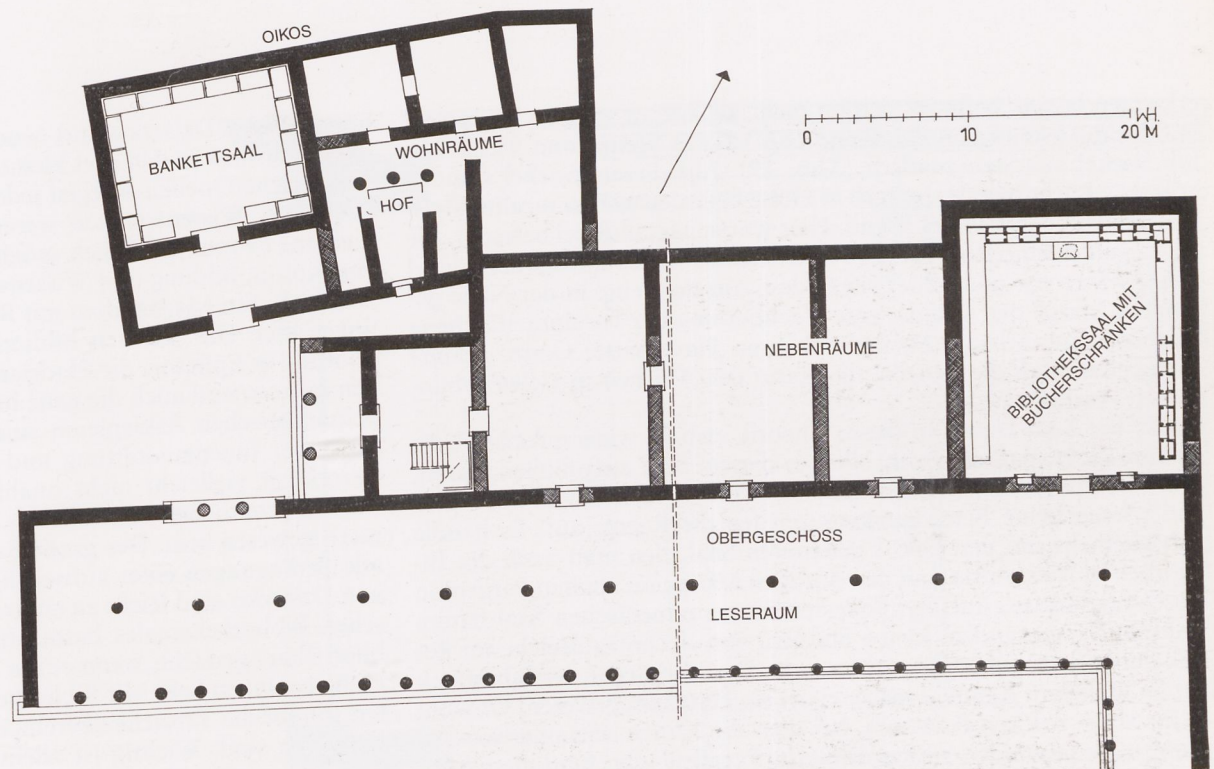 OIKOS
BANKETTSAAL
WOHNRÄUME
HOF
0 10 20 M
NEBENRÄUME
BIBLIOTHEKSSAAL MIT
BÜCHERSCHRÄNKEN
OBERGESCHOSS
LESERAUM